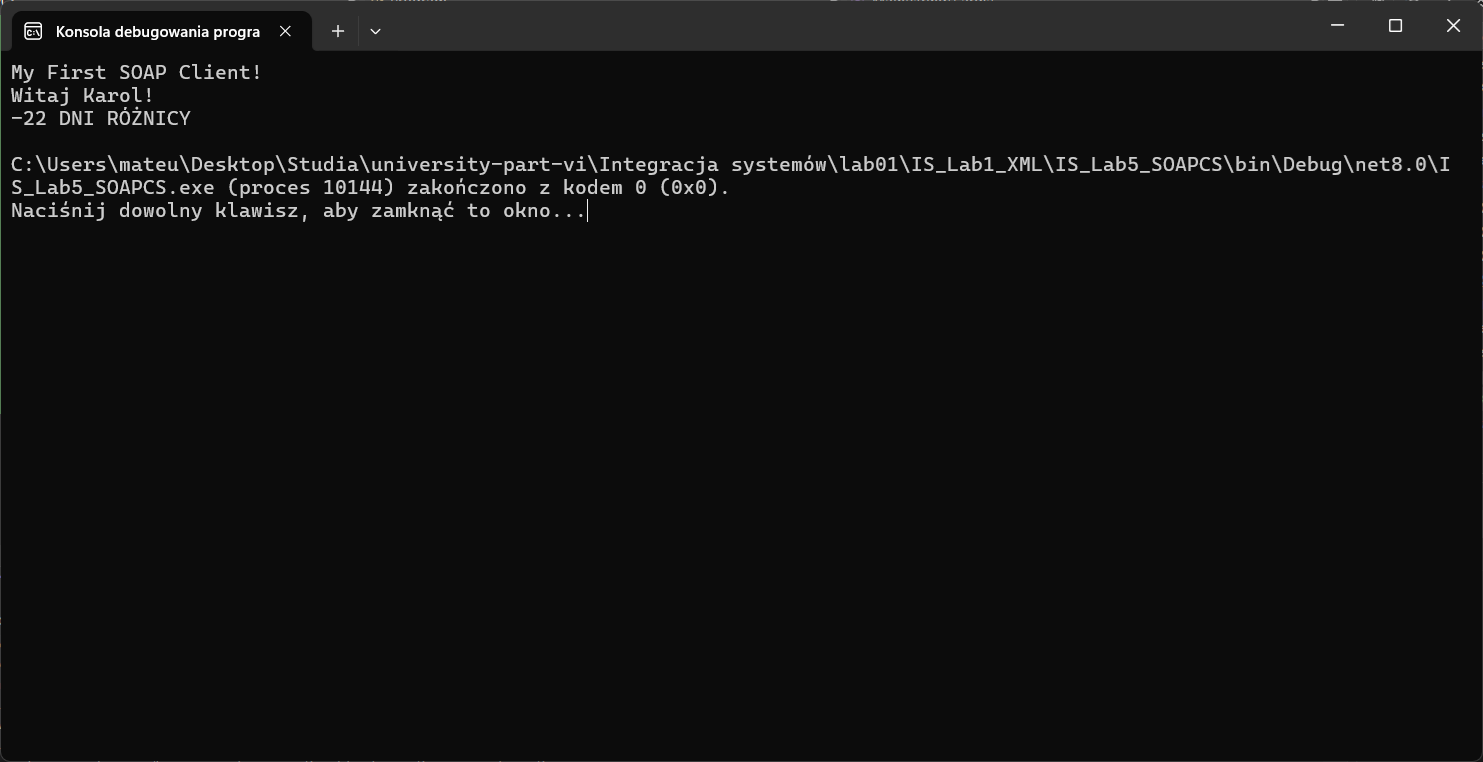 Konsola debugowania progra
My First SOAP Client!
Witaj Karol!
-22 DNI RÓŻNICY
C:\Users\mateu\Desktop\Studia\university-part-vi\Integracja systemów\lab01\IS_Lab1_XML\IS_Lab5_SOAPCS\bin\Debug\net8.0\I
S_Lab5_SOAPCS.exe (proces 10144) zakończono z kodem 0 (0x0).
Naciśnij dowolny klawisz, aby zamknąć to okno...